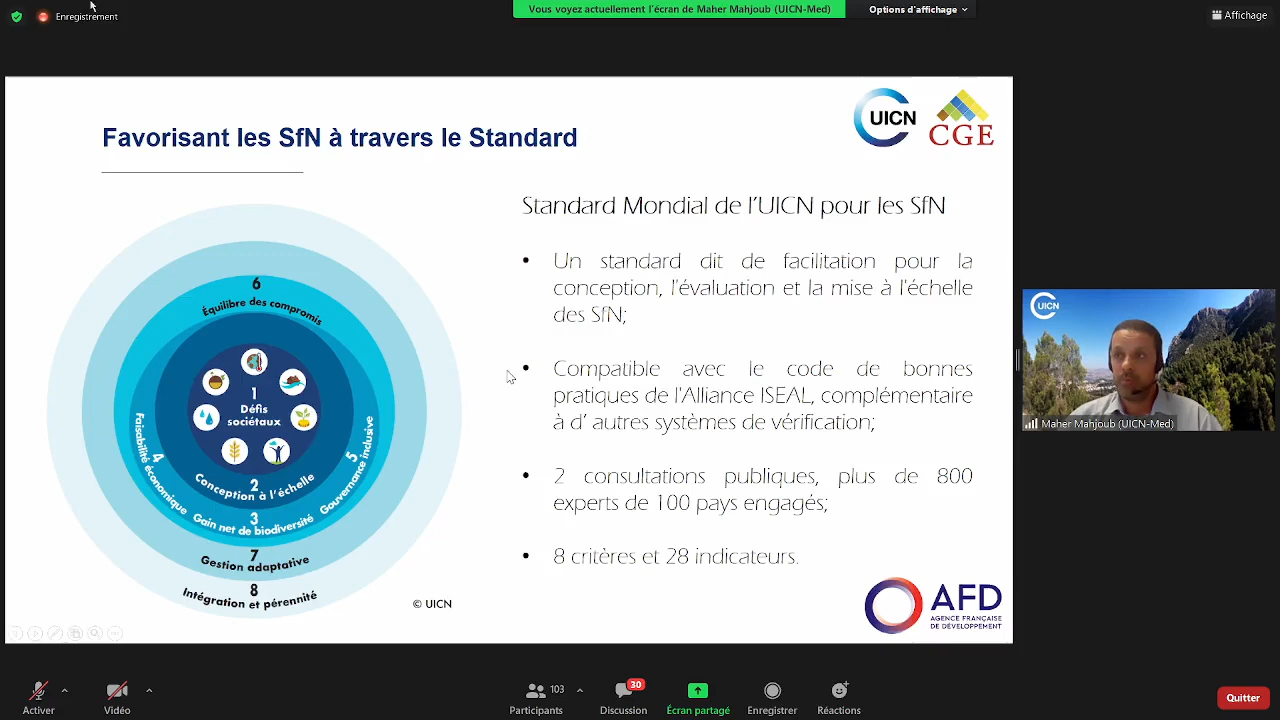 Enregistrement
Vous voyez actuellement l'écran de Maher Mahjoub (UICN-Med)
Options d'affichage
Affichage
Favorisant les SfN à travers le Standard
UICN
CGE
Standard Mondial de l'UICN pour les SfN
• Un standard dit de facilitation pour la
conception, l'évaluation et la mise à l'échelle
des SfN;
• Compatible avec le code de bonnes
pratiques de l'Alliance ISEAL, complémentaire
à d' autres systèmes de vérification;
• 2 consultations publiques, plus de 800
experts de 100 pays engagés;
• 8 critères et 28 indicateurs.
6
Équilibre des compromis
1
Défis
sociétaux
2
Conception à l'échelle
3
Gain net de biodiversité
4
Faisabilité économique
5
Gouvernance inclusive
7
Gestion adaptative
8
Intégration et pérennité
© UICN
AFD
AGENCE FRANÇAISE
DE DÉVELOPPEMENT
UICN
Maher Mahjoub (UICN-Med)
Activer
Vidéo
103
Participants
30
Discussion
Écran partagé
Enregistrer
Réactions
Quitter